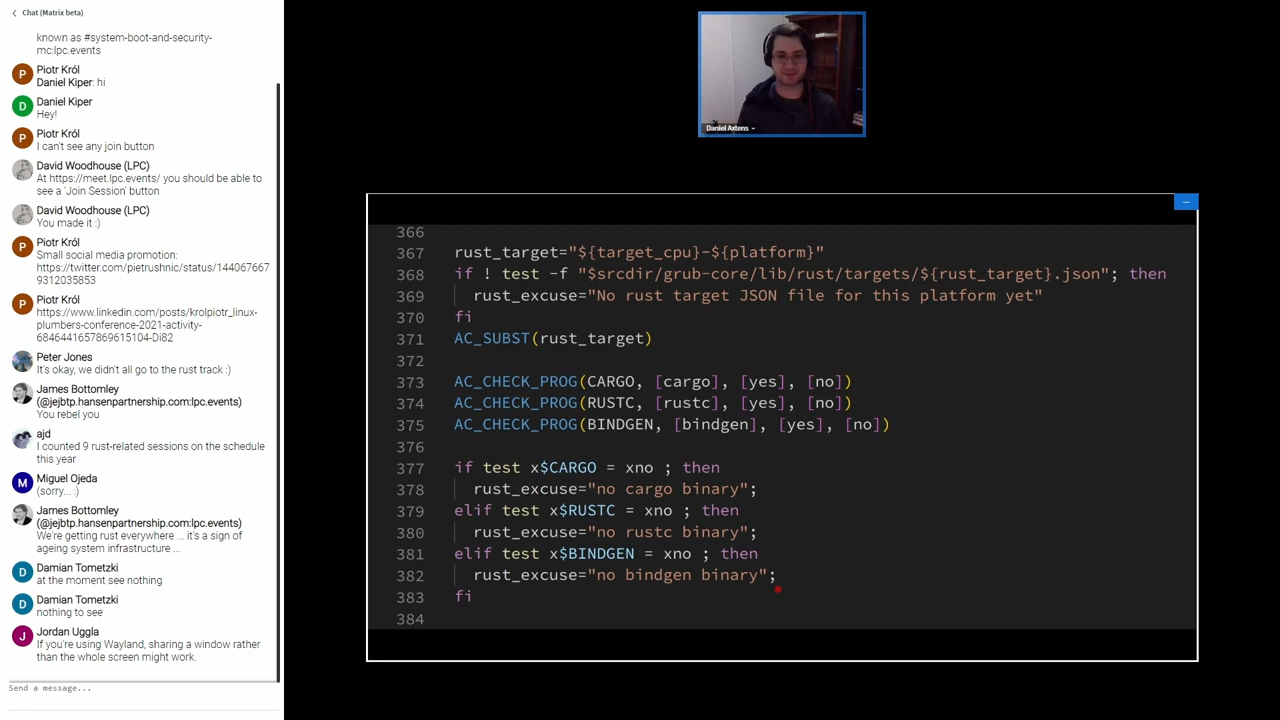 Chat (Matrix beta)
known as #system-boot-and-security-
mc:lpc.events
P
Piotr Król
Daniel Kiper: hi
D
Daniel Kiper
Hey!
P
Piotr Król
I can't see any join button
David Woodhouse (LPC)
At https://meet.lpc.events/ you should be able to
see a 'Join Session' button
David Woodhouse (LPC)
You made it :)
P
Piotr Król
Small social media promotion:
https://twitter.com/pietrushnic/status/144067667
9312035853
P
Piotr Król
https://www.linkedin.com/posts/krolpiotr_linux-
plumbers-conference-2021-activity-
6846441657869615104-Di82
Peter Jones
It's okay, we didn't all go to the rust track :)
James Bottomley
(@jejbtp.hansenpartnership.com:lpc.events)
You rebel you
ajd
I counted 9 rust-related sessions on the schedule
this year
M
Miguel Ojeda
(sorry... :)
James Bottomley
(@jejbtp.hansenpartnership.com:lpc.events)
We're getting rust everywhere ... it's a sign of
ageing system infrastructure ...
D
Damian Tometzki
at the moment see nothing
D
Damian Tometzki
nothing to see
J
Jordan Uggla
If you're using Wayland, sharing a window rather
than the whole screen might work.
Send a message...
Daniel Axtens
366
367 rust_target="${target_cpu}-${platform}"
368 if ! test -f "$srcdir/grub-core/lib/rust/targets/${rust_target}.json"; then
369 rust_excuse="No rust target JSON file for this platform yet"
370 fi
371 AC_SUBST(rust_target)
372
373 AC_CHECK_PROG(CARGO, [cargo], [yes], [no])
374 AC_CHECK_PROG(RUSTC, [rustc], [yes], [no])
375 AC_CHECK_PROG(BINDGEN, [bindgen], [yes], [no])
376
377 if test x$CARGO = xno ; then
378 rust_excuse="no cargo binary";
379 elif test x$RUSTC = xno ; then
380 rust_excuse="no rustc binary";
381 elif test x$BINDGEN = xno ; then
382 rust_excuse="no bindgen binary";
383 fi
384